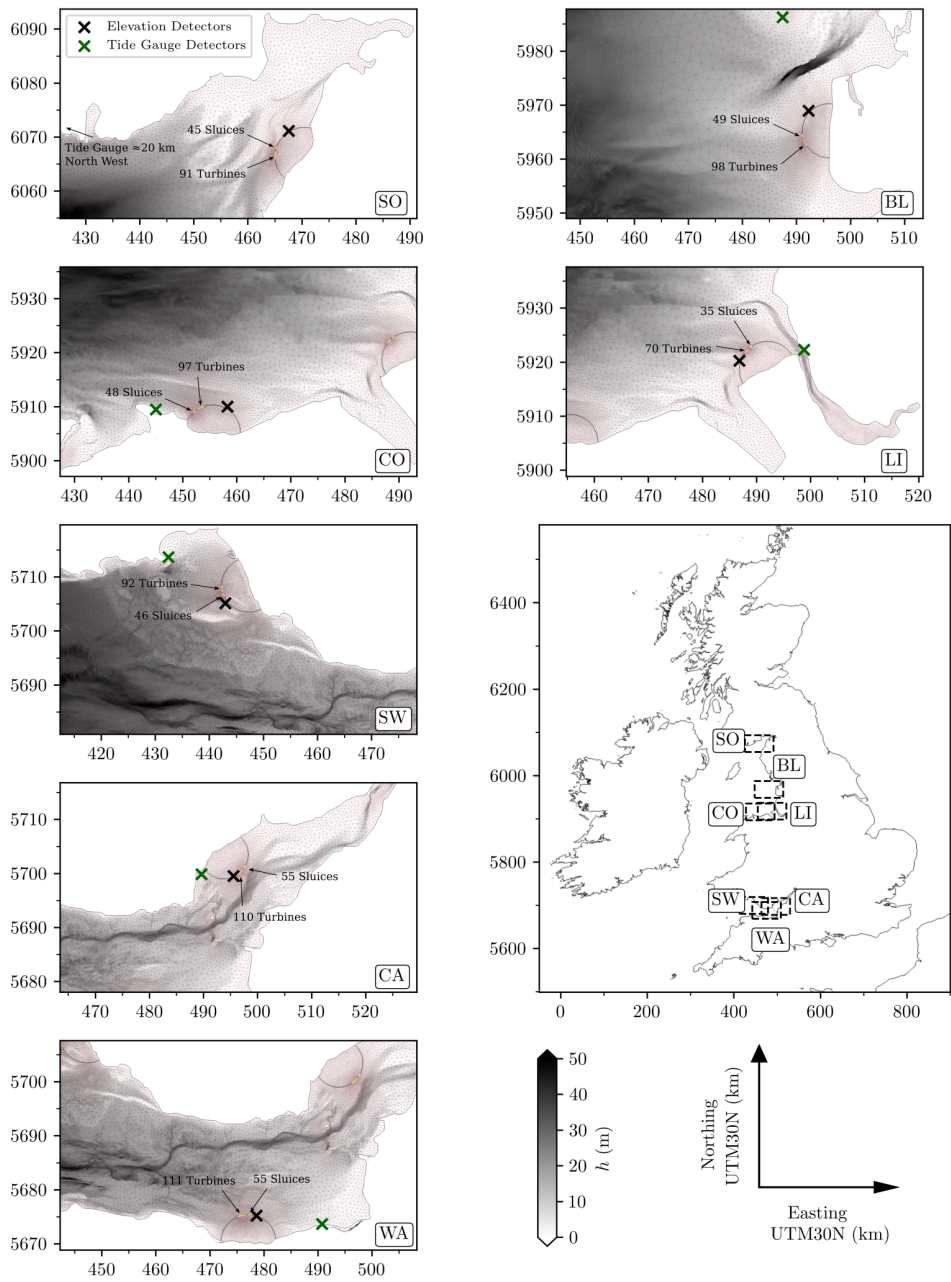 Elevation Detectors
Tide Gauge Detectors
6090
6080
6070
6060
45 Sluices
Tide Gauge ≈20 km
North West
91 Turbines
SO
430 440 450 460 470 480 490
5980
5970
5960
5950
49 Sluices
98 Turbines
BL
450 460 470 480 490 500 510
5930
5920
5910
5900
97 Turbines
48 Sluices
CO
430 440 450 460 470 480 490
5930
5920
5910
5900
35 Sluices
70 Turbines
LI
460 470 480 490 500 510 520
5710
5700
5690
92 Turbines
46 Sluices
SW
420 430 440 450 460 470
5710
5700
5690
5680
55 Sluices
110 Turbines
CA
470 480 490 500 510 520
5700
5690
5680
5670
111 Turbines
55 Sluices
WA
450 460 470 480 490 500
6400
6200
6000
5800
5600
SO
BL
CO
LI
SW
CA
WA
0 200 400 600 800
50
40
30
20
10
0
h (m)
Northing
UTM30N (km)
Easting
UTM30N (km)